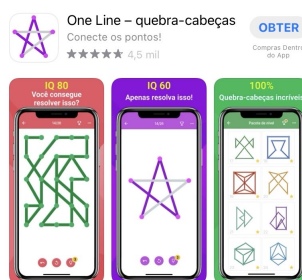 One Line – quebra-cabeças
Conecte os pontos!
OBTER
4,5 mil
Compras Dentro
do App
IQ 80
Você consegue
resolver isso?
IQ 60
Apenas resolva isso!
100%
Quebra-cabeças incríveis